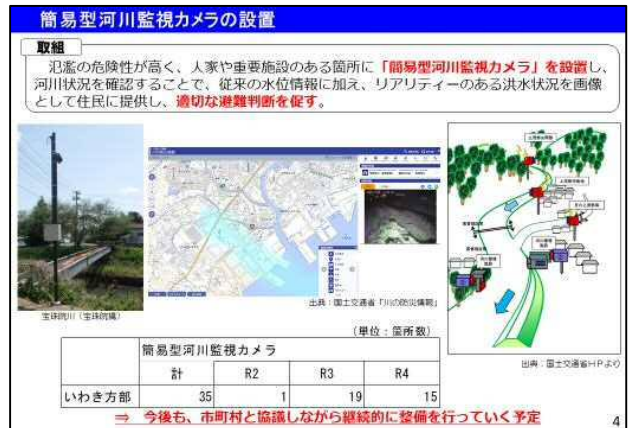 簡易型河川監視カメラの設置
取組
氾濫の危険性が高く、人家や重要施設のある箇所に「簡易型河川監視カメラ」を設置し、
河川状況を確認することで、従来の水位情報に加え、リアリティーのある洪水状況を画像
として住民に提供し、適切な避難判断を促す。
宝珠院川（宝珠院橋）
出典：国土交通省「川の防災情報」
出典：国土交通省ＨＰより
（単位：箇所数）
簡易型河川監視カメラ
計 R2 R3 R4
いわき方部 35 1 19 15
⇒ 今後も、市町村と協議しながら継続的に整備を行っていく予定
4